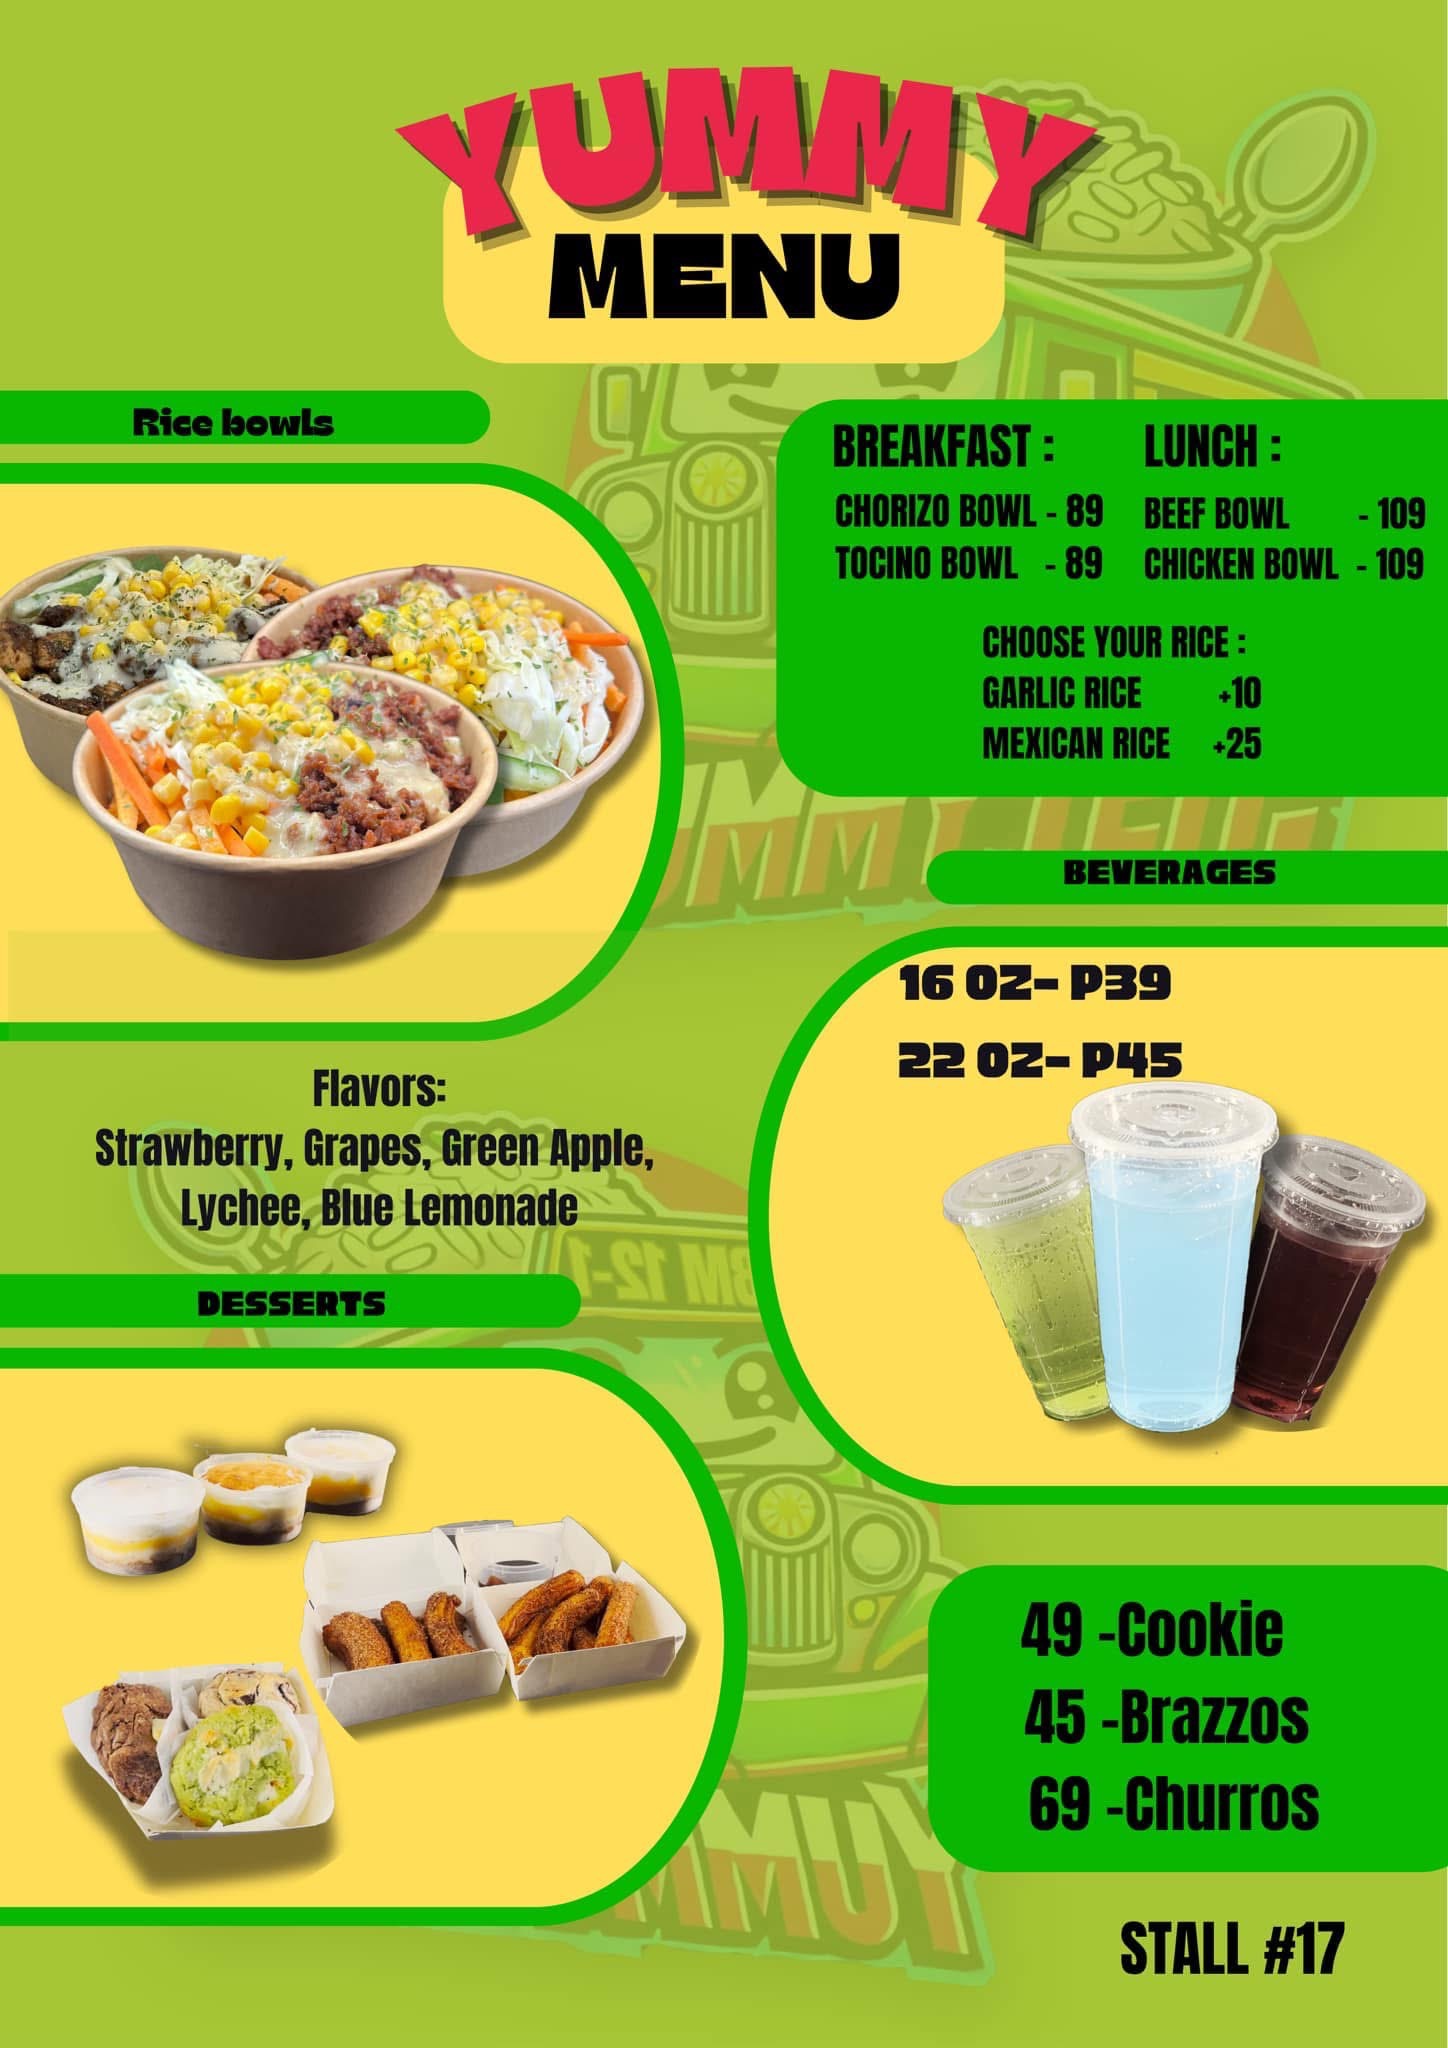 YUMMY
MENU
Rice bowls
BREAKFAST :
CHORIZO BOWL - 89
TOCINO BOWL - 89
LUNCH :
BEEF BOWL - 109
CHICKEN BOWL - 109
CHOOSE YOUR RICE :
GARLIC RICE +10
MEXICAN RICE +25
BEVERAGES
16 OZ- P39
22 OZ- P45
Flavors:
Strawberry, Grapes, Green Apple,
Lychee, Blue Lemonade
DESSERTS
49 -Cookie
45 -Brazzos
69 -Churros
STALL #17